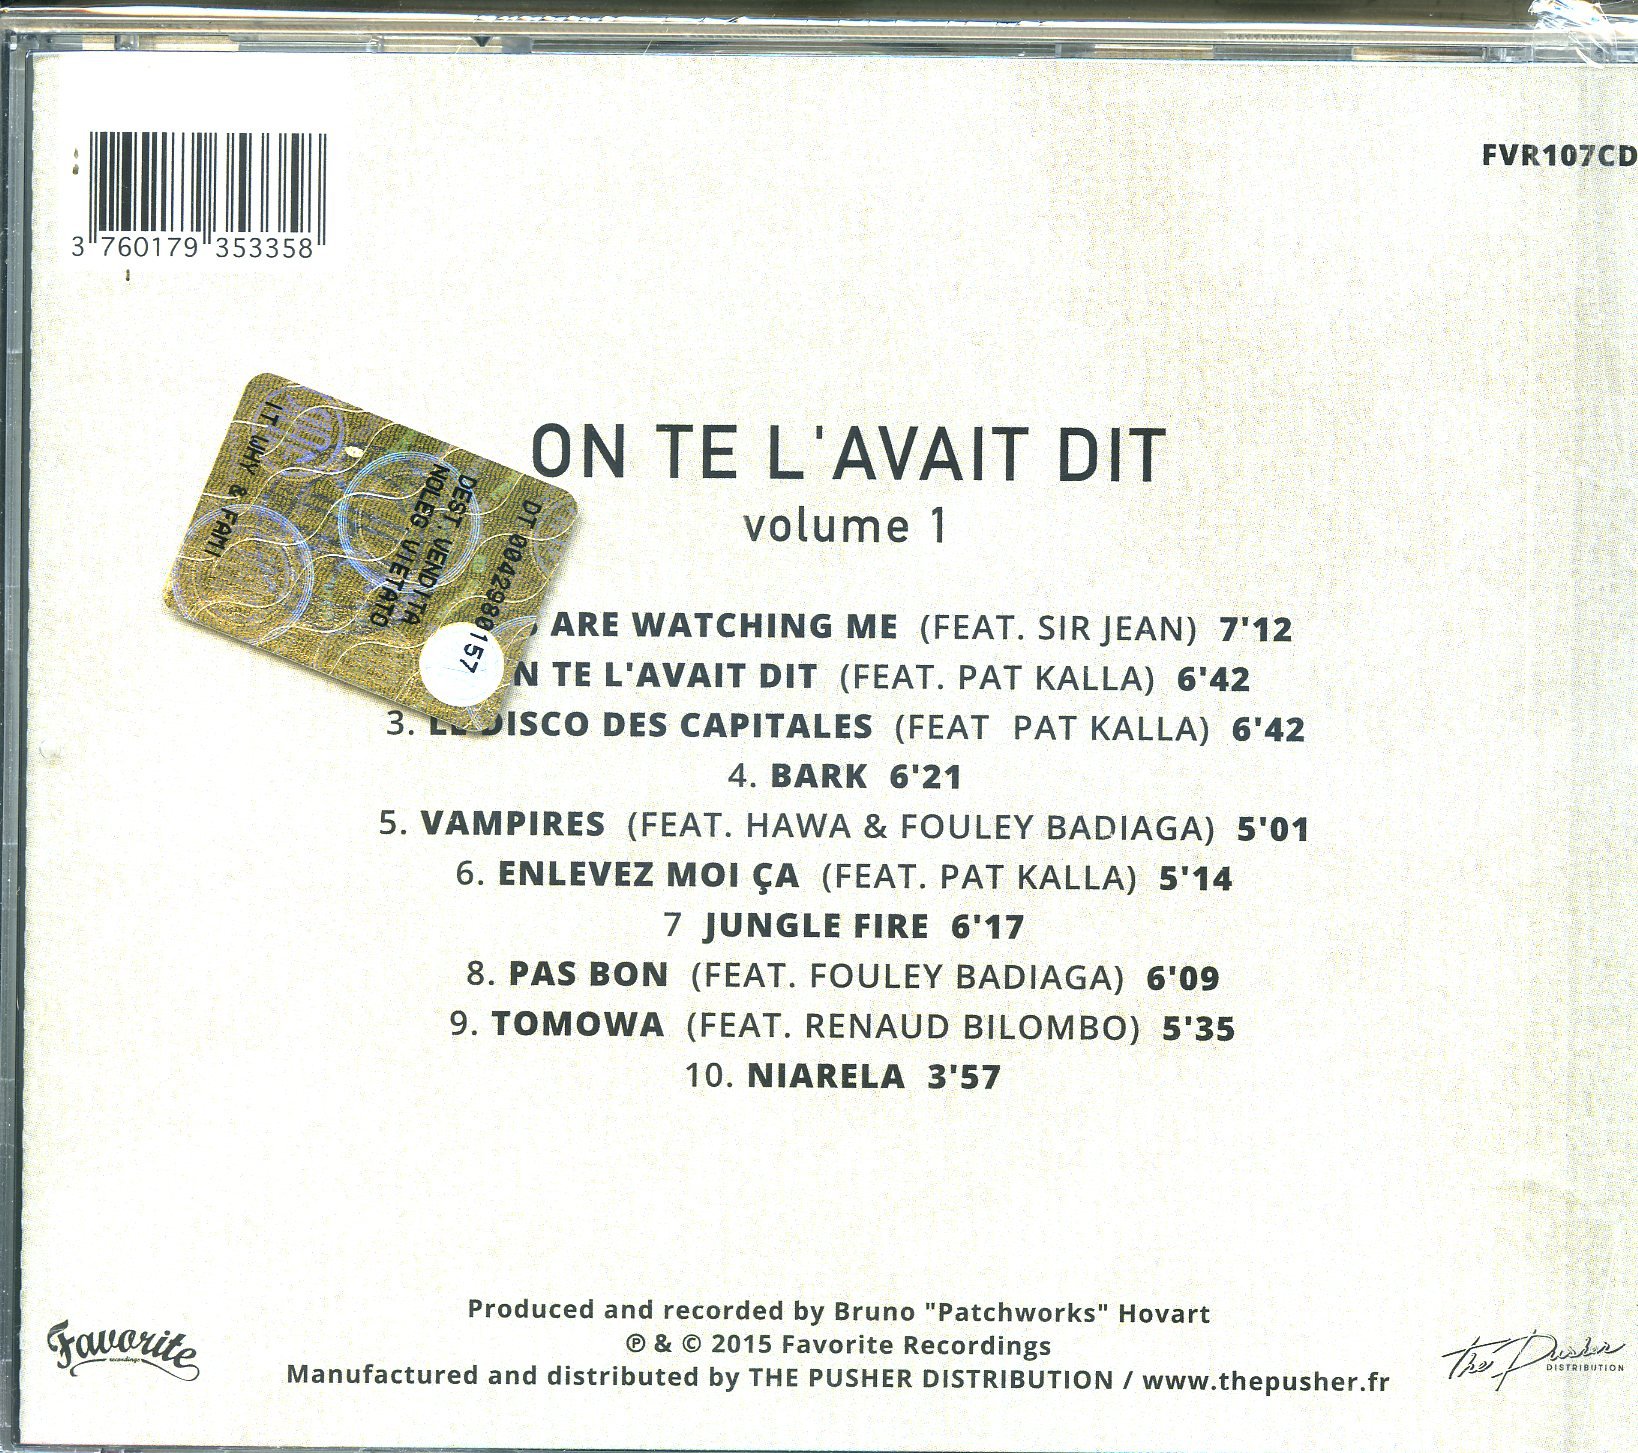 3 760179 353358
FVR107CD
ON TE L'AVAIT DIT
volume 1
IT WHY & FAMI
DEST. VENDITA
NOLEG. VIETATO
DT 0042980157
ARE WATCHING ME (FEAT. SIR JEAN) 7'12
N TE L'AVAIT DIT (FEAT. PAT KALLA) 6'42
3. LE DISCO DES CAPITALES (FEAT PAT KALLA) 6'42
4. BARK 6'21
5. VAMPIRES (FEAT. HAWA & FOULEY BADIAGA) 5'01
6. ENLEVEZ MOI ÇA (FEAT. PAT KALLA) 5'14
7 JUNGLE FIRE 6'17
8. PAS BON (FEAT. FOULEY BADIAGA) 6'09
9. TOMOWA (FEAT. RENAUD BILOMBO) 5'35
10. NIARELA 3'57
Produced and recorded by Bruno "Patchworks" Hovart
℗ & © 2015 Favorite Recordings
Manufactured and distributed by THE PUSHER DISTRIBUTION / www.thepusher.fr
Favorite
recordings
The Pusher
DISTRIBUTION